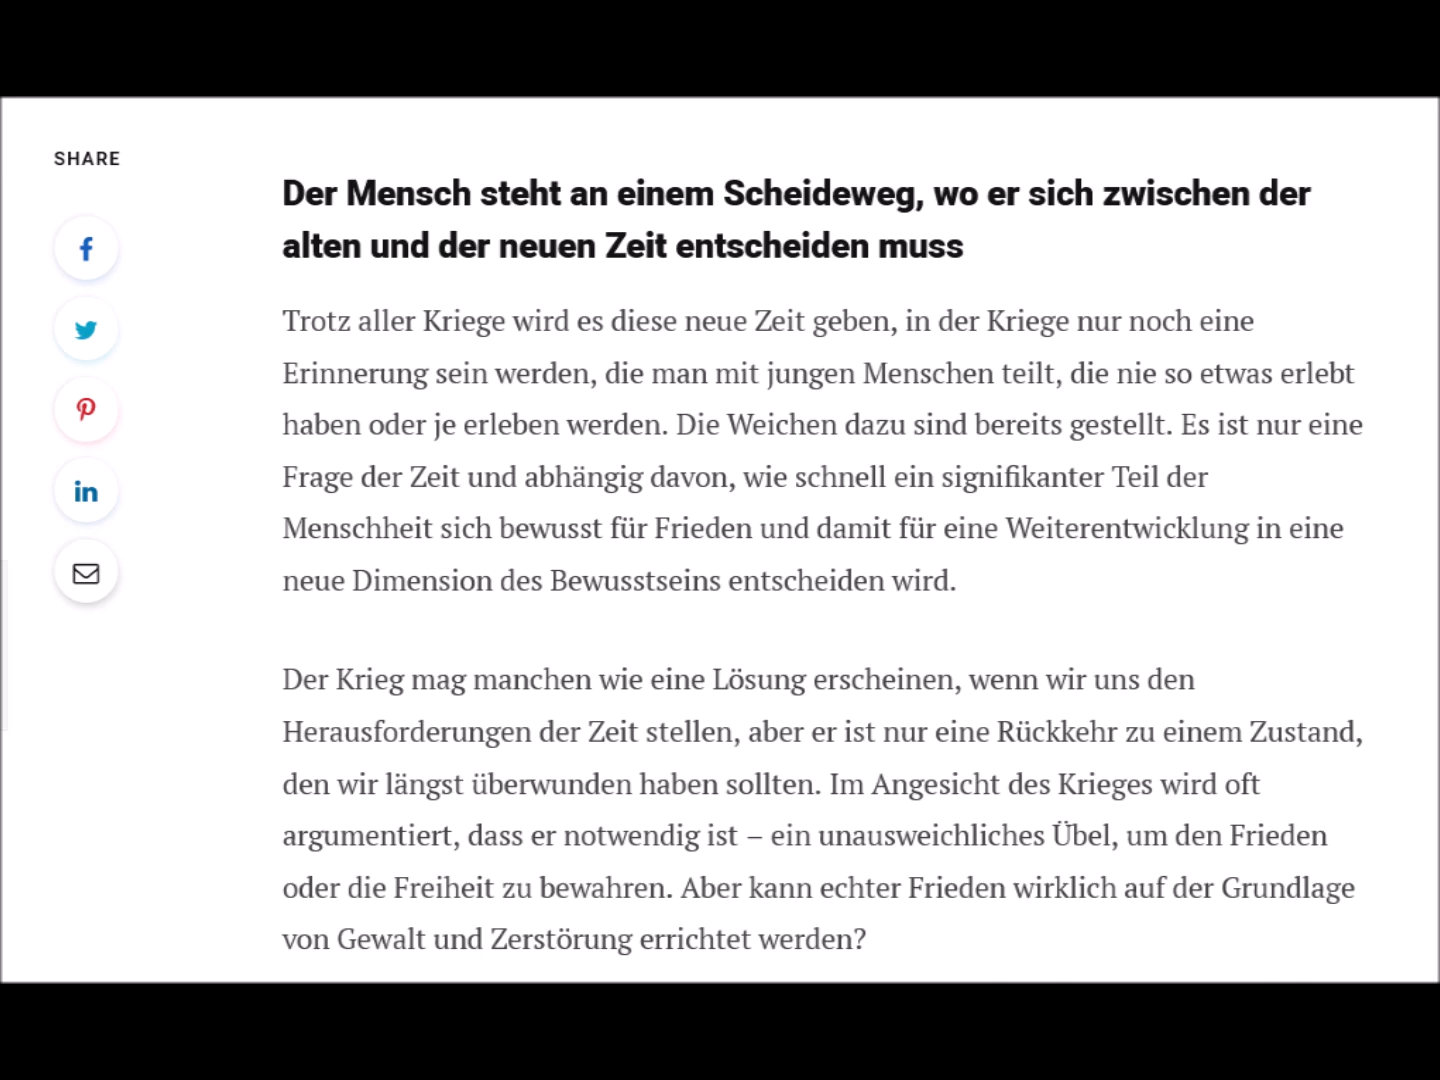 SHARE
Der Mensch steht an einem Scheideweg, wo er sich zwischen der
alten und der neuen Zeit entscheiden muss
Trotz aller Kriege wird es diese neue Zeit geben, in der Kriege nur noch eine
Erinnerung sein werden, die man mit jungen Menschen teilt, die nie so etwas erlebt
haben oder je erleben werden. Die Weichen dazu sind bereits gestellt. Es ist nur eine
Frage der Zeit und abhängig davon, wie schnell ein signifikanter Teil der
Menschheit sich bewusst für Frieden und damit für eine Weiterentwicklung in eine
neue Dimension des Bewusstseins entscheiden wird.
Der Krieg mag manchen wie eine Lösung erscheinen, wenn wir uns den
Herausforderungen der Zeit stellen, aber er ist nur eine Rückkehr zu einem Zustand,
den wir längst überwunden haben sollten. Im Angesicht des Krieges wird oft
argumentiert, dass er notwendig ist – ein unausweichliches Übel, um den Frieden
oder die Freiheit zu bewahren. Aber kann echter Frieden wirklich auf der Grundlage
von Gewalt und Zerstörung errichtet werden?